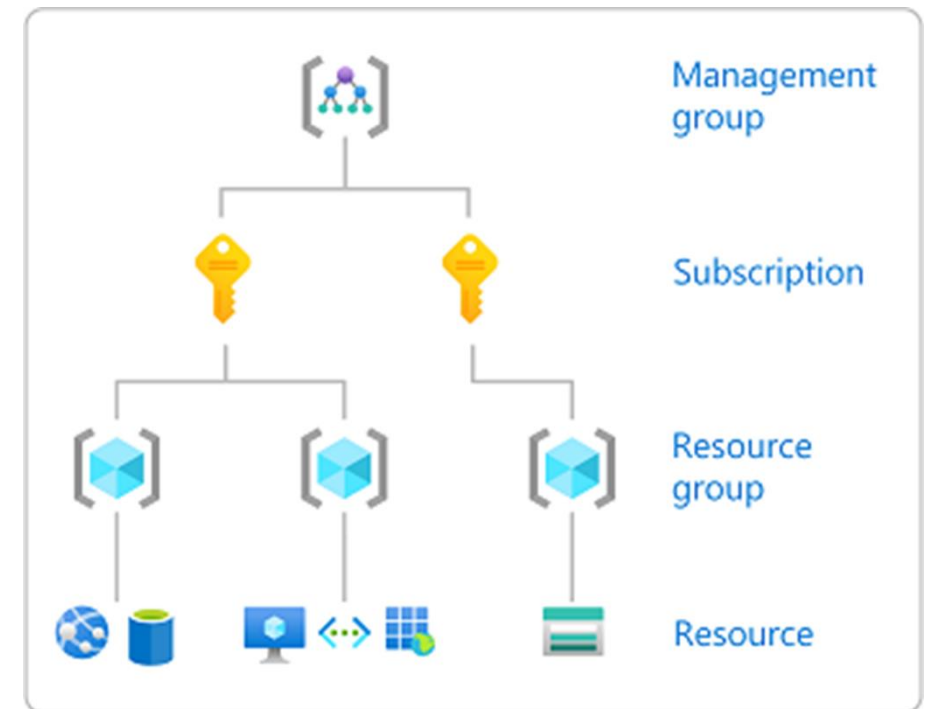 Management
group
Subscription
Resource
group
Resource